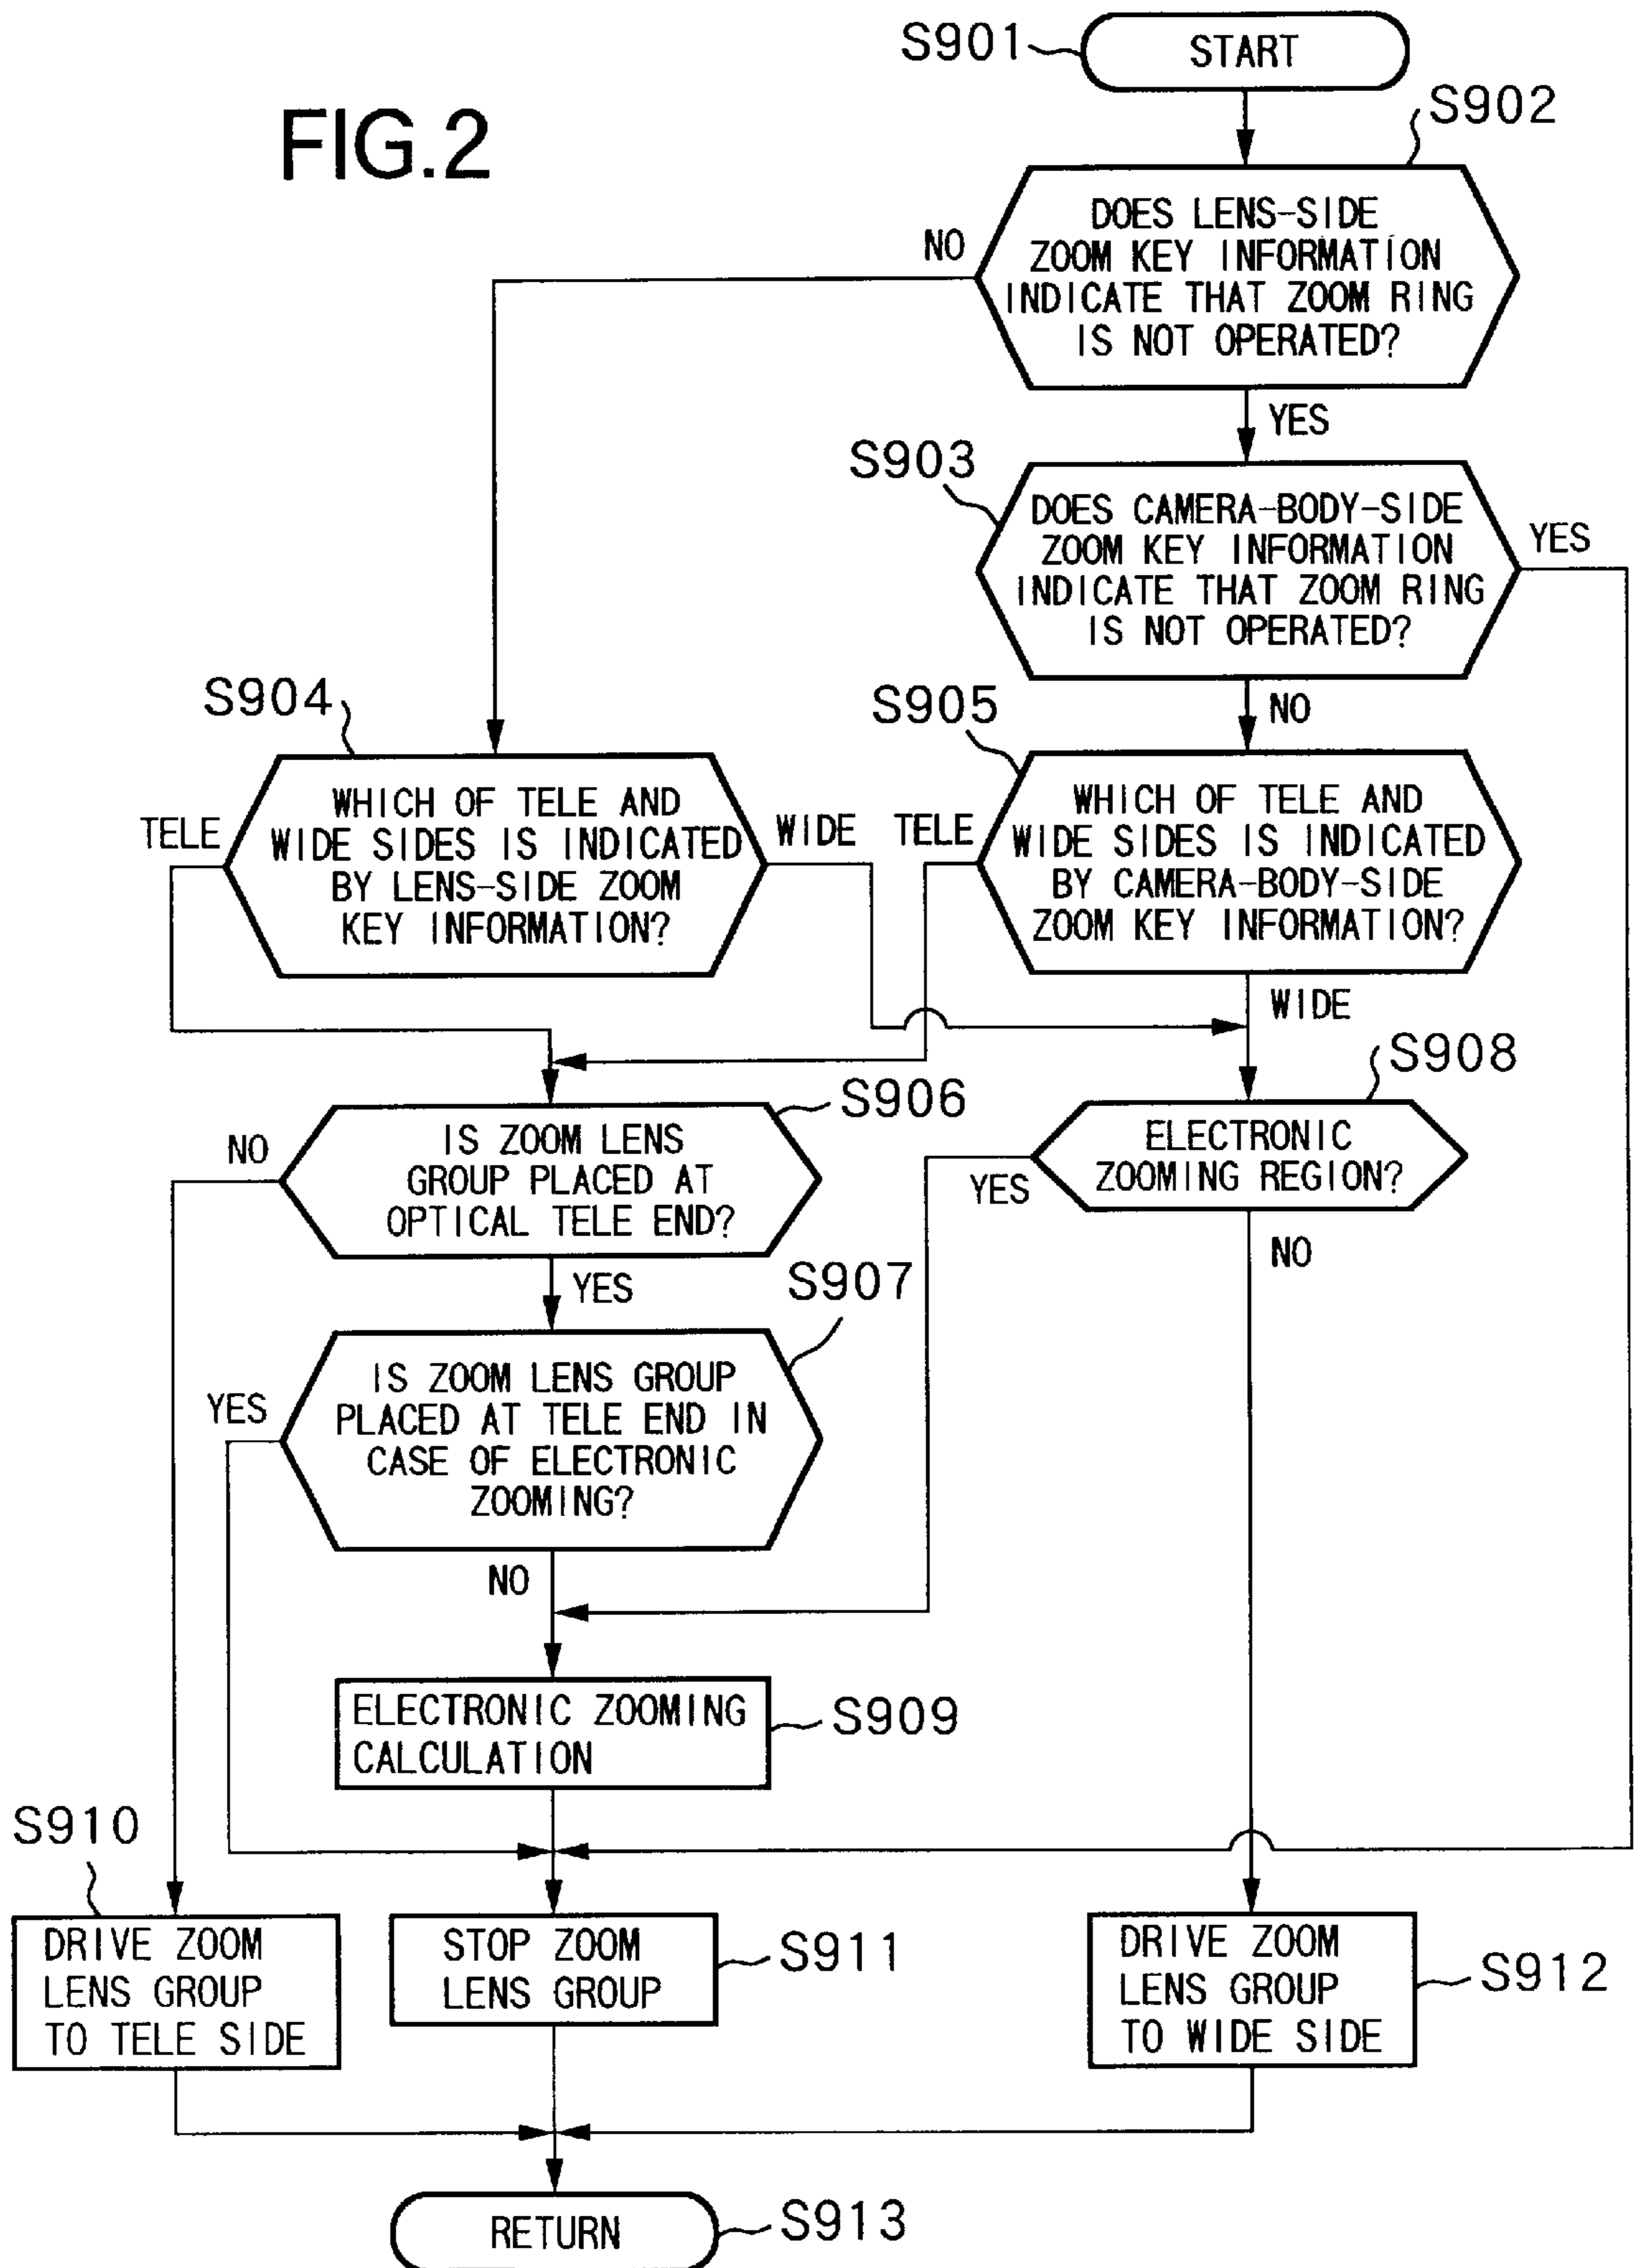 S901
START
FIG.2
S902
DOES LENS-SIDE
ZOOM KEY INFORMATION
INDICATE THAT ZOOM RING
IS NOT OPERATED?
NO
YES
S903
DOES CAMERA-BODY-SIDE
ZOOM KEY INFORMATION
INDICATE THAT ZOOM RING
IS NOT OPERATED?
YES
NO
S904
WHICH OF TELE AND
WIDE SIDES IS INDICATED
BY LENS-SIDE ZOOM
KEY INFORMATION?
TELE
WIDE
S905
WHICH OF TELE AND
WIDE SIDES IS INDICATED
BY CAMERA-BODY-SIDE
ZOOM KEY INFORMATION?
TELE
WIDE
S906
IS ZOOM LENS
GROUP PLACED AT
OPTICAL TELE END?
NO
YES
S908
ELECTRONIC
ZOOMING REGION?
YES
NO
S907
IS ZOOM LENS GROUP
PLACED AT TELE END IN
CASE OF ELECTRONIC
ZOOMING?
YES
NO
ELECTRONIC ZOOMING
CALCULATION
S909
S910
DRIVE ZOOM
LENS GROUP
TO TELE SIDE
STOP ZOOM
LENS GROUP
S911
DRIVE ZOOM
LENS GROUP
TO WIDE SIDE
S912
RETURN
S913